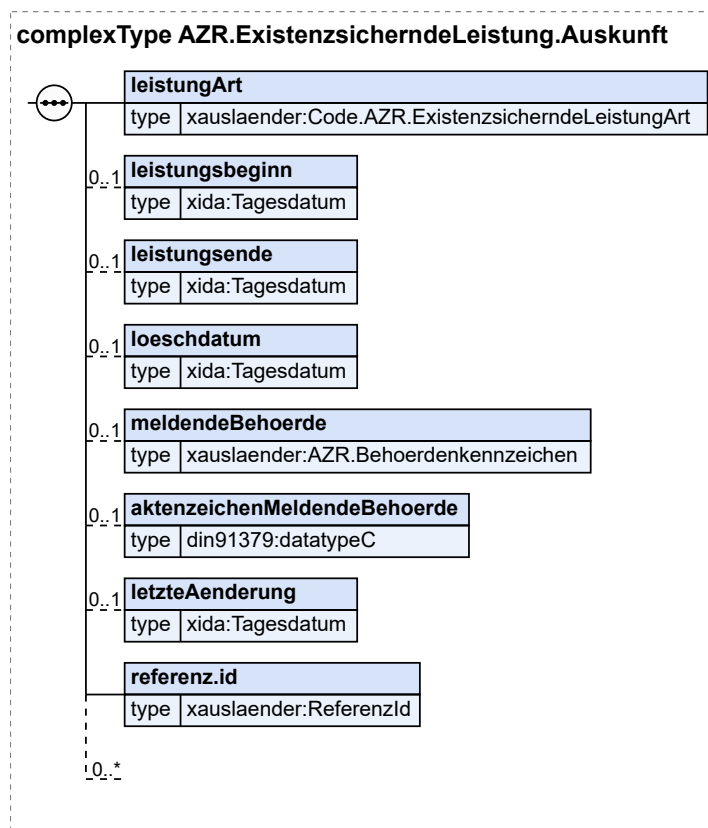 complexType AZR.ExistenzsicherndeLeistung.Auskunft
leistungArt
type xauslaender:Code.AZR.ExistenzsicherndeLeistungArt
0..1 leistungsbeginn
type xida:Tagesdatum
0..1 leistungsende
type xida:Tagesdatum
0..1 loeschdatum
type xida:Tagesdatum
0..1 meldendeBehoerde
type xauslaender:AZR.Behoerdenkennzeichen
0..1 aktenzeichenMeldendeBehoerde
type din91379:datatypeC
0..1 letzteAenderung
type xida:Tagesdatum
referenz.id
type xauslaender:ReferenzId
0..*